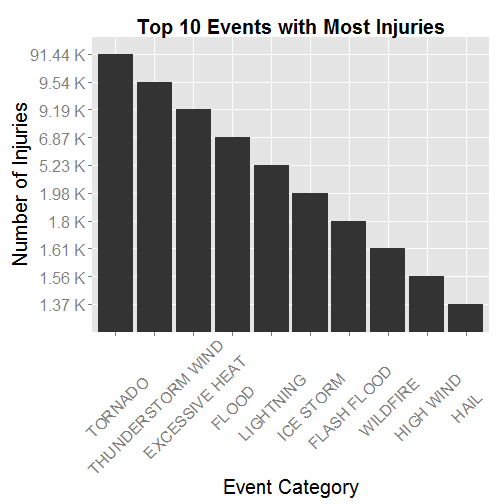 Top 10 Events with Most Injuries
Number of Injuries
91.44 K
9.54 K
9.19 K
6.87 K
5.23 K
1.98 K
1.8 K
1.61 K
1.56 K
1.37 K
TORNADO
THUNDERSTORM WIND
EXCESSIVE HEAT
FLOOD
LIGHTNING
ICE STORM
FLASH FLOOD
WILDFIRE
HIGH WIND
HAIL
Event Category